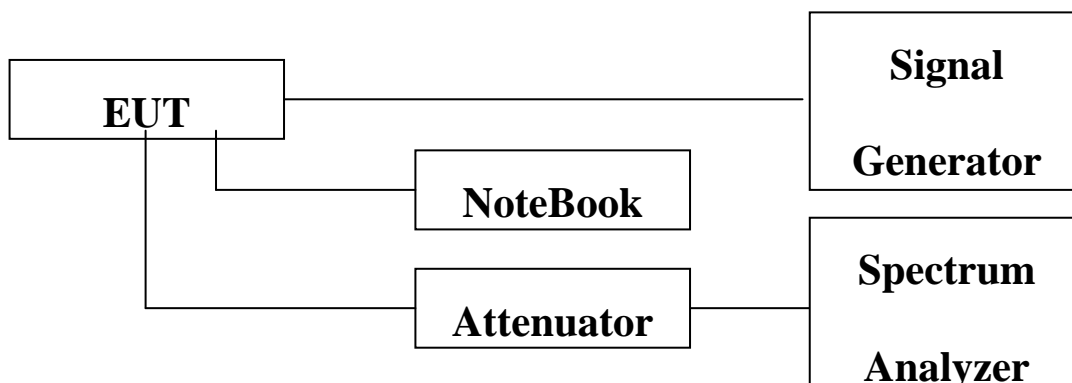 Signal
Generator
EUT
NoteBook
Attenuator
Spectrum
Analyzer